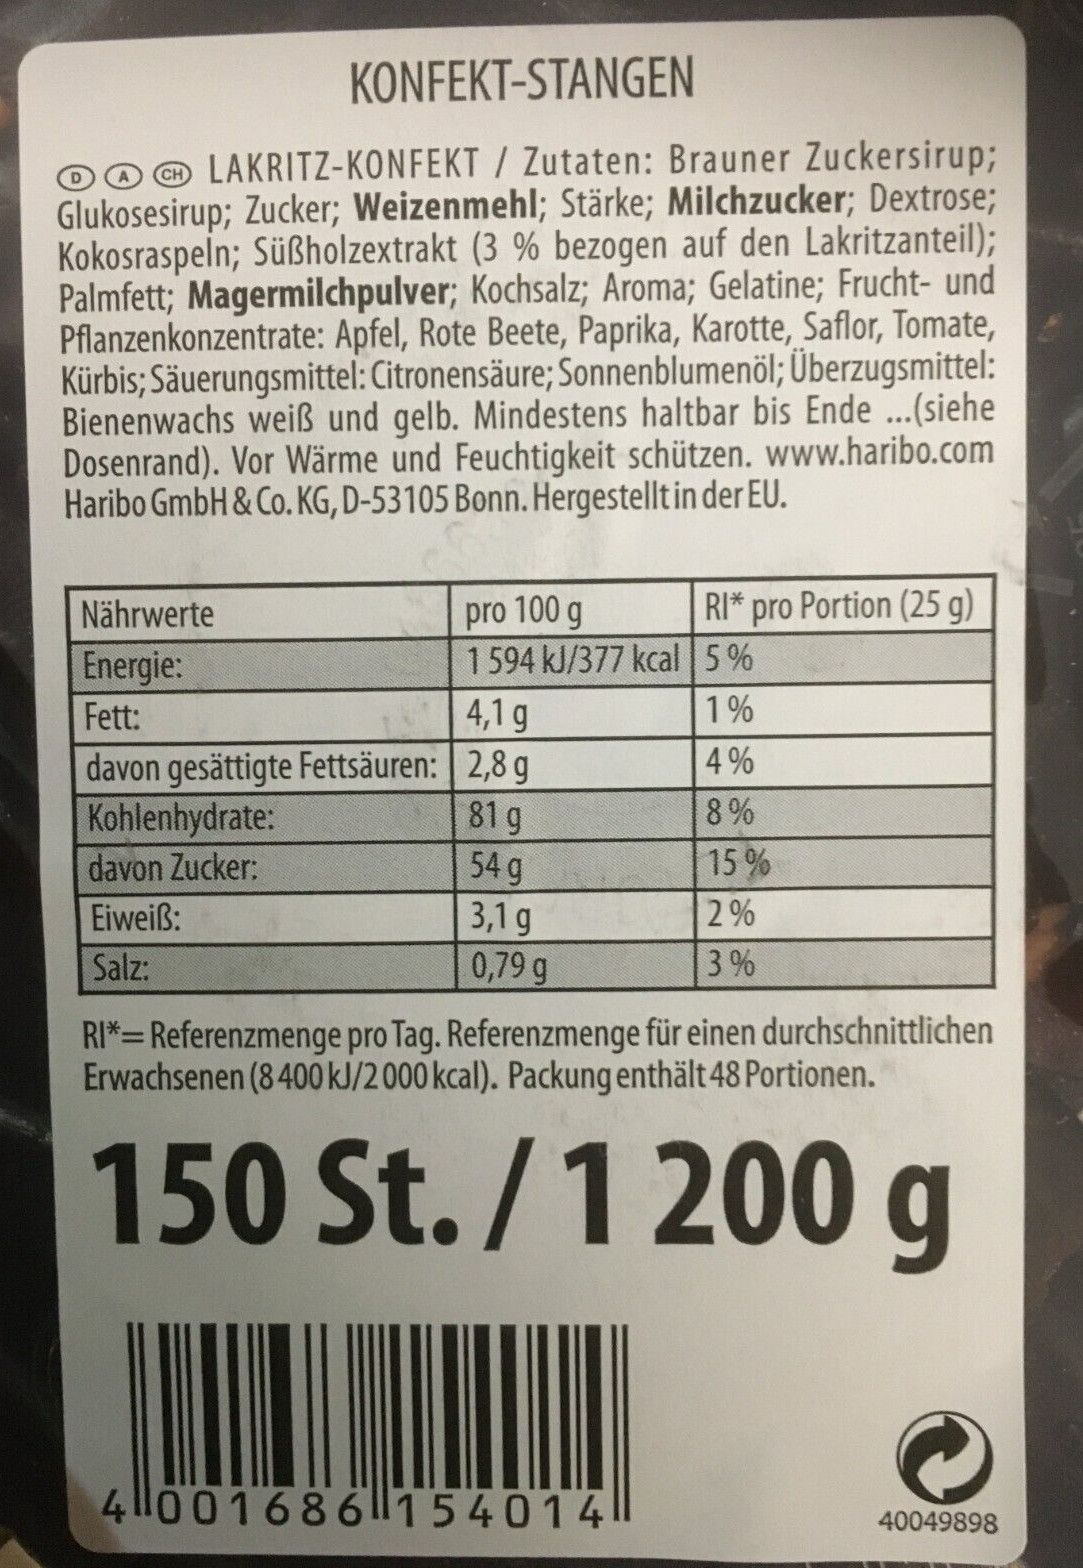 KONFEKT-STANGEN
D A CH LAKRITZ-KONFEKT / Zutaten: Brauner Zuckersirup;
Glukosesirup; Zucker; Weizenmehl; Stärke; Milchzucker; Dextrose;
Kokosraspeln; Süßholzextrakt (3 % bezogen auf den Lakritzanteil);
Palmfett; Magermilchpulver; Kochsalz; Aroma; Gelatine; Frucht- und
Pflanzenkonzentrate: Apfel, Rote Beete, Paprika, Karotte, Saflor, Tomate,
Kürbis; Säuerungsmittel: Citronensäure; Sonnenblumenöl; Überzugsmittel:
Bienenwachs weiß und gelb. Mindestens haltbar bis Ende ...(siehe
Dosenrand). Vor Wärme und Feuchtigkeit schützen. www.haribo.com
Haribo GmbH & Co. KG, D-53105 Bonn. Hergestellt in der EU.
Nährwerte pro 100 g RI* pro Portion (25 g)
Energie: 1 594 kJ/377 kcal 5 %
Fett: 4,1 g 1 %
davon gesättigte Fettsäuren: 2,8 g 4 %
Kohlenhydrate: 81 g 8 %
davon Zucker: 54 g 15 %
Eiweiß: 3,1 g 2 %
Salz: 0,79 g 3 %
RI*= Referenzmenge pro Tag. Referenzmenge für einen durchschnittlichen
Erwachsenen (8 400 kJ/2 000 kcal). Packung enthält 48 Portionen.
150 St. / 1 200 g
4 001686 154014
40049898